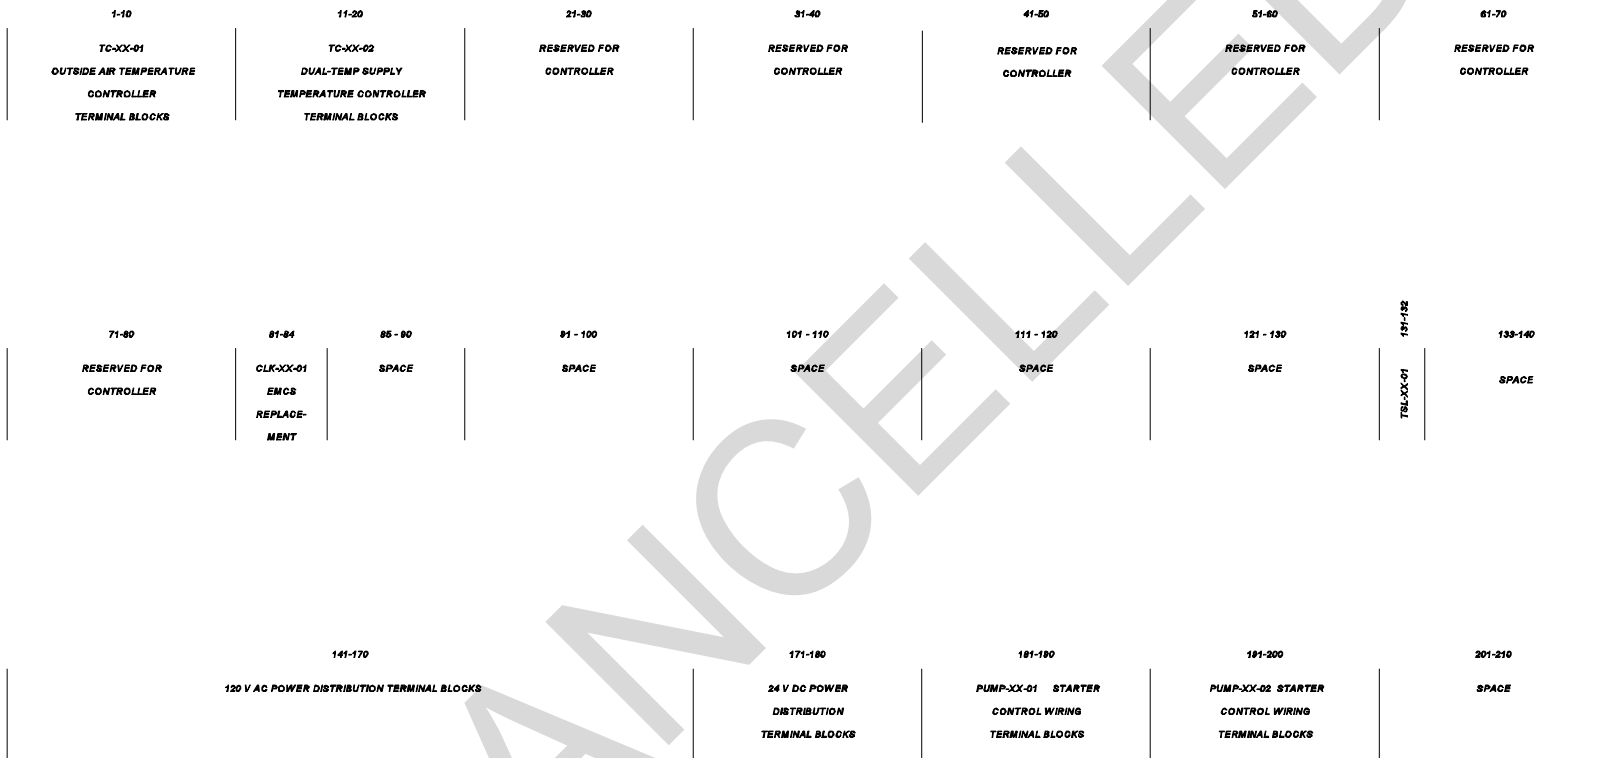 1-10
TC-XX-01
OUTSIDE AIR TEMPERATURE
CONTROLLER
TERMINAL BLOCKS
11-20
TC-XX-02
DUAL-TEMP SUPPLY
TEMPERATURE CONTROLLER
TERMINAL BLOCKS
21-30
RESERVED FOR
CONTROLLER
31-40
RESERVED FOR
CONTROLLER
41-50
RESERVED FOR
CONTROLLER
51-60
RESERVED FOR
CONTROLLER
61-70
RESERVED FOR
CONTROLLER
71-80
RESERVED FOR
CONTROLLER
81-84
CLK-XX-01
EMCS
REPLACE-
MENT
85 - 90
SPACE
91 - 100
SPACE
101 - 110
SPACE
111 - 120
SPACE
121 - 130
SPACE
131-132
TSL-XX-01
133-140
SPACE
141-170
120 V AC POWER DISTRIBUTION TERMINAL BLOCKS
171-180
24 V DC POWER
DISTRIBUTION
TERMINAL BLOCKS
181-190
PUMP-XX-01 STARTER
CONTROL WIRING
TERMINAL BLOCKS
191-200
PUMP-XX-02 STARTER
CONTROL WIRING
TERMINAL BLOCKS
201-210
SPACE
ANCELLED